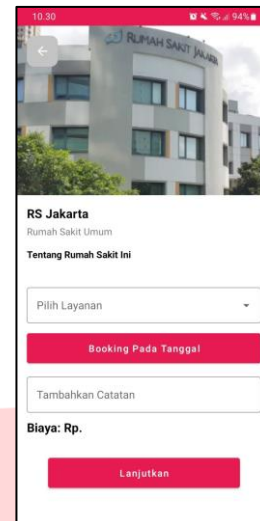 10.30
94%
RUMAH SAKIT JAKARTA
RS Jakarta
Rumah Sakit Umum
Tentang Rumah Sakit Ini
Pilih Layanan
Booking Pada Tanggal
Tambahkan Catatan
Biaya: Rp.
Lanjutkan